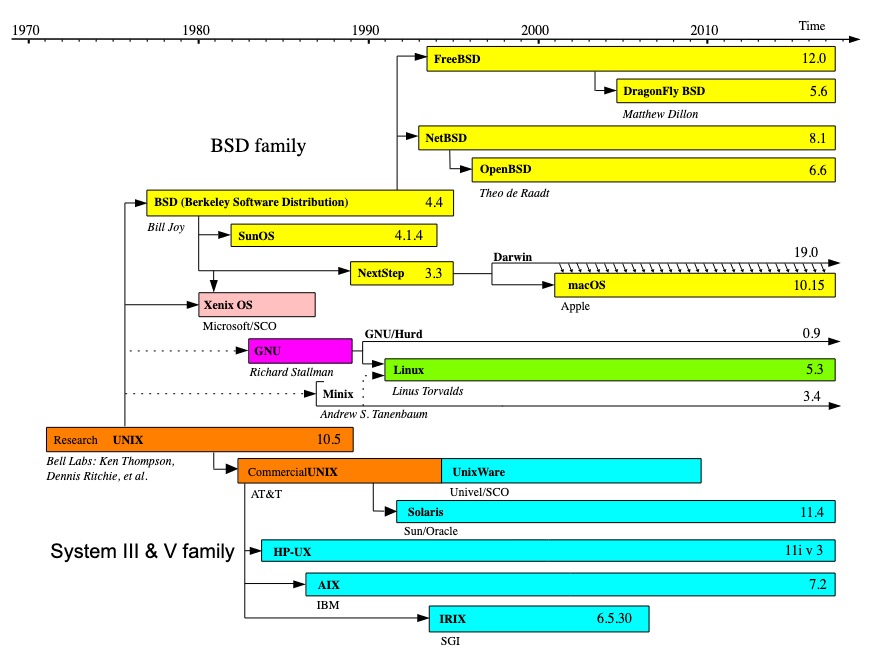 1970 1980 1990 2000 2010 Time
FreeBSD 12.0
DragonFly BSD 5.6
Matthew Dillon
BSD family
NetBSD 8.1
OpenBSD 6.6
Theo de Raadt
BSD (Berkeley Software Distribution) 4.4
Bill Joy
SunOS 4.1.4
Darwin 19.0
NextStep 3.3
macOS 10.15
Apple
Xenix OS
Microsoft/SCO
GNU/Hurd 0.9
GNU
Richard Stallman
Linux 5.3
Linus Torvalds
Minix 3.4
Andrew S. Tanenbaum
Research UNIX 10.5
Bell Labs: Ken Thompson,
Dennis Ritchie, et al.
CommercialUNIX
AT&T
UnixWare
Univel/SCO
Solaris 11.4
Sun/Oracle
System III & V family
HP-UX 11i v 3
AIX 7.2
IBM
IRIX 6.5.30
SGI